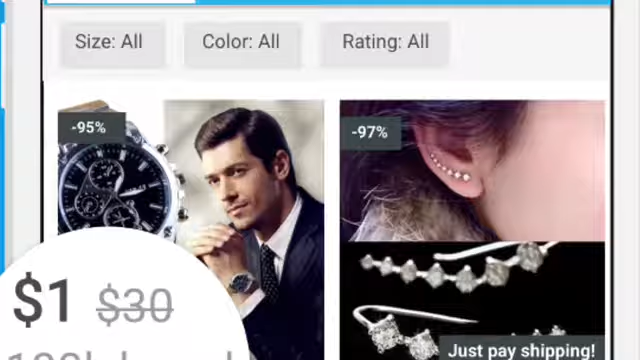 Size: All
Color: All
Rating: All
-95%
-97%
$1 $30
Just pay shipping!